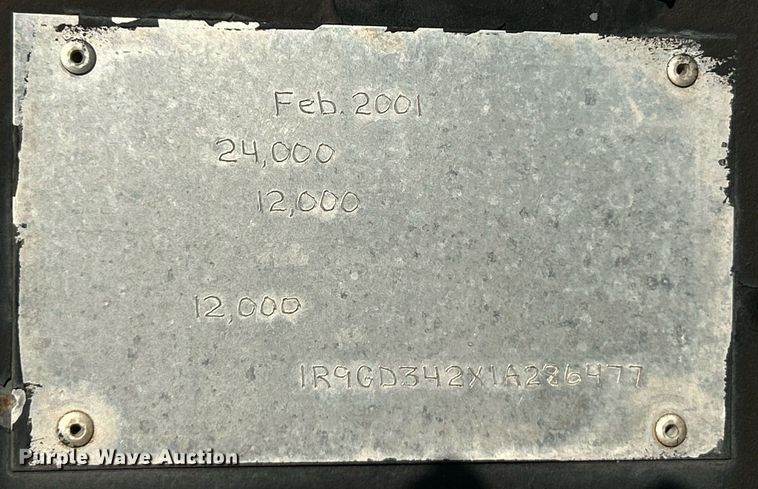 Feb. 2001
24,000
12,000
12,000
1R9GD342X1A286477
Purple Wave Auction